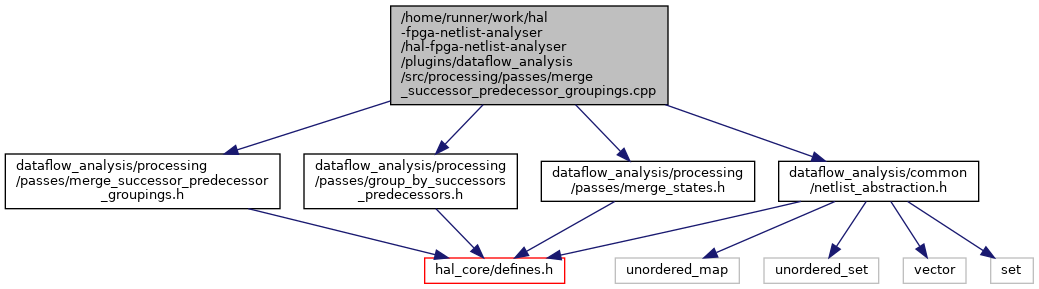 /home/runner/work/hal
-fpga-netlist-analyser
/hal-fpga-netlist-analyser
/plugins/dataflow_analysis
/src/processing/passes/merge
_successor_predecessor_groupings.cpp
dataflow_analysis/processing
/passes/merge_successor_predecessor
_groupings.h
dataflow_analysis/processing
/passes/group_by_successors
_predecessors.h
dataflow_analysis/processing
/passes/merge_states.h
dataflow_analysis/common
/netlist_abstraction.h
hal_core/defines.h
unordered_map
unordered_set
vector
set